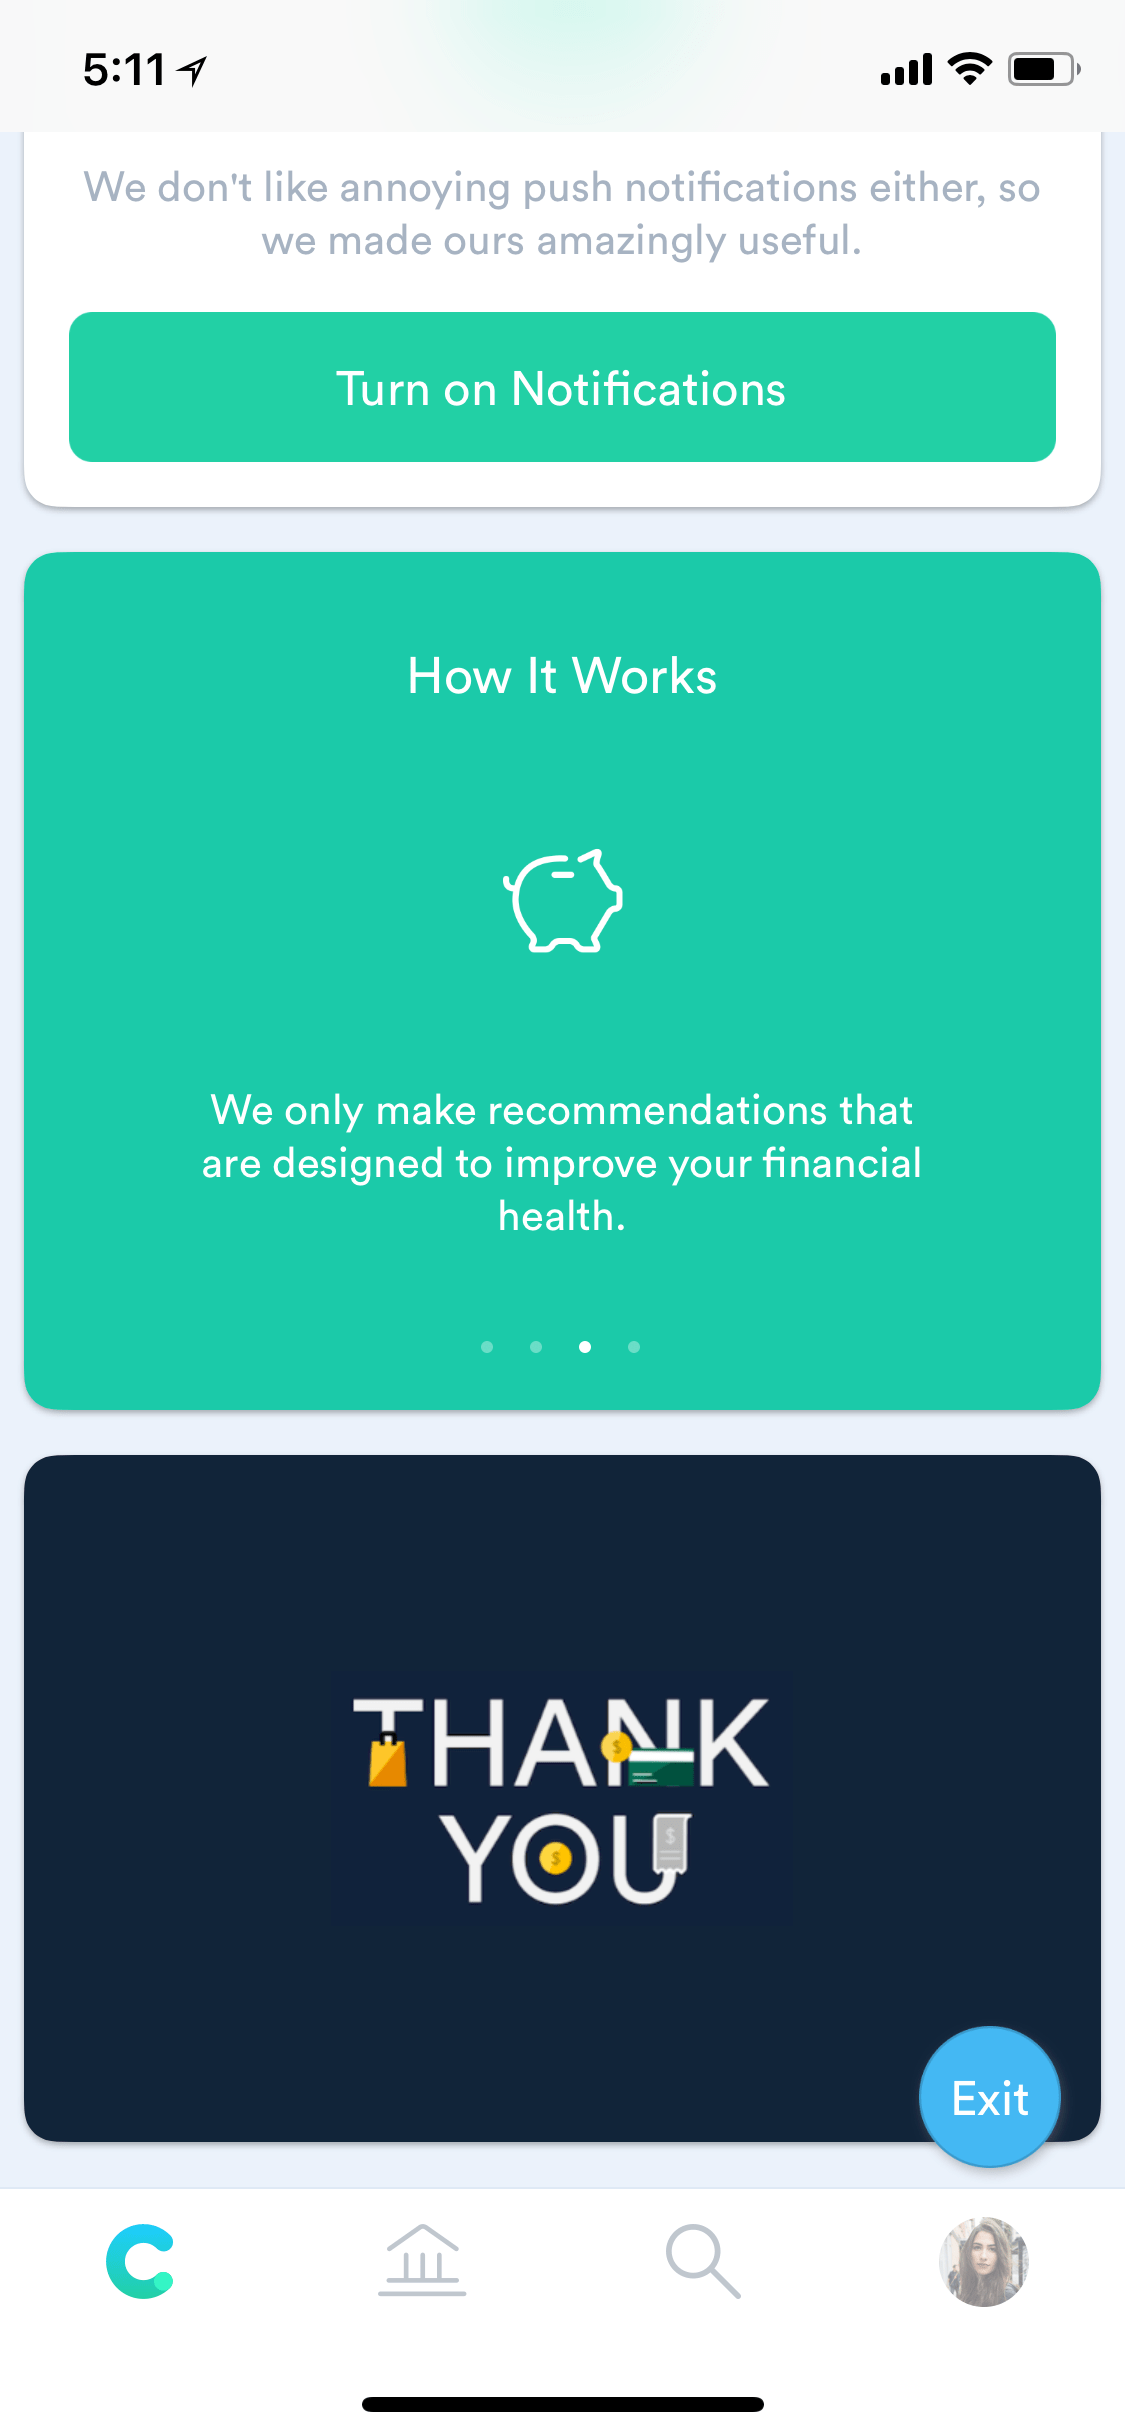 5:11
We don't like annoying push notifications either, so
we made ours amazingly useful.
Turn on Notifications
How It Works
We only make recommendations that
are designed to improve your financial
health.
THANK
YOU
Exit